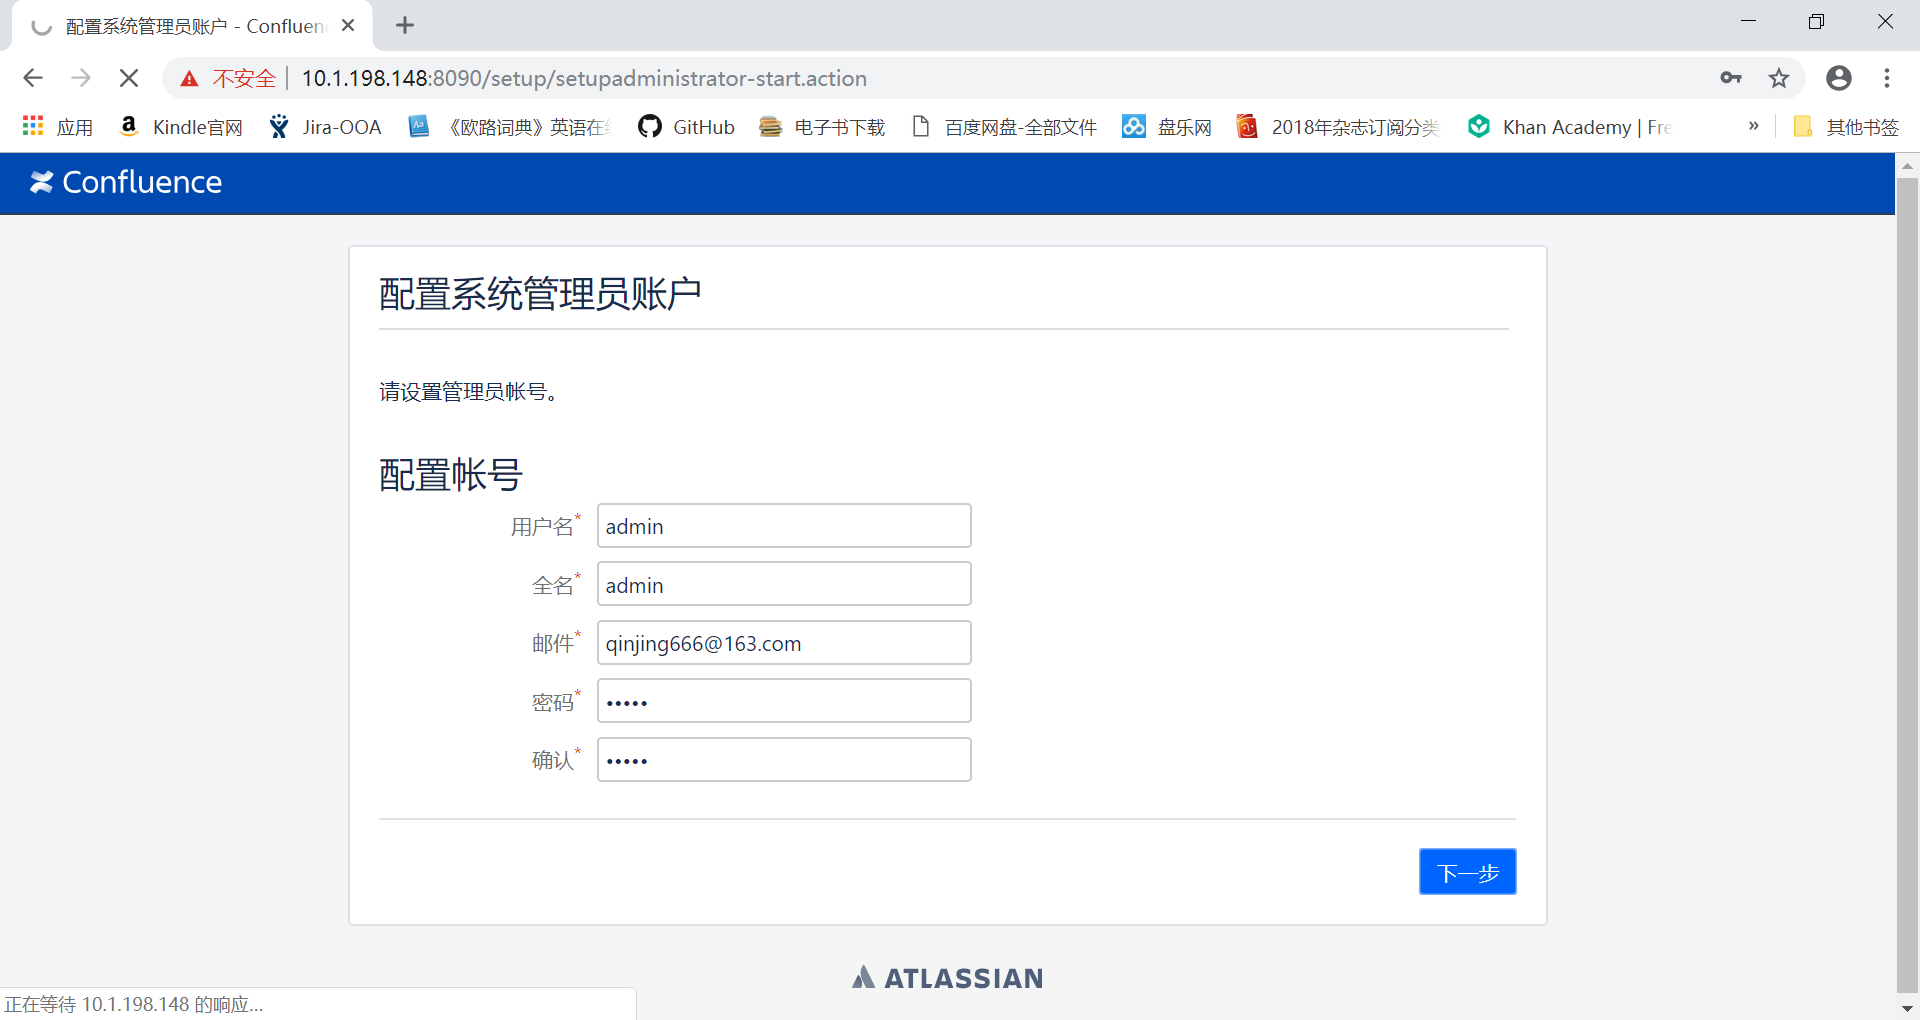 配置系统管理员账户 - Confluen
不安全 10.1.198.148:8090/setup/setupadministrator-start.action
应用 Kindle官网 Jira-OOA 《欧路词典》英语在 GitHub 电子书下载 百度网盘-全部文件 盘乐网 2018年杂志订阅分类 Khan Academy | Fre » 其他书签
Confluence
配置系统管理员账户
请设置管理员帐号。
配置帐号
用户名* admin
全名* admin
邮件* qinjing666@163.com
密码* •••••
确认* •••••
下一步
ATLASSIAN
正在等待 10.1.198.148 的响应...